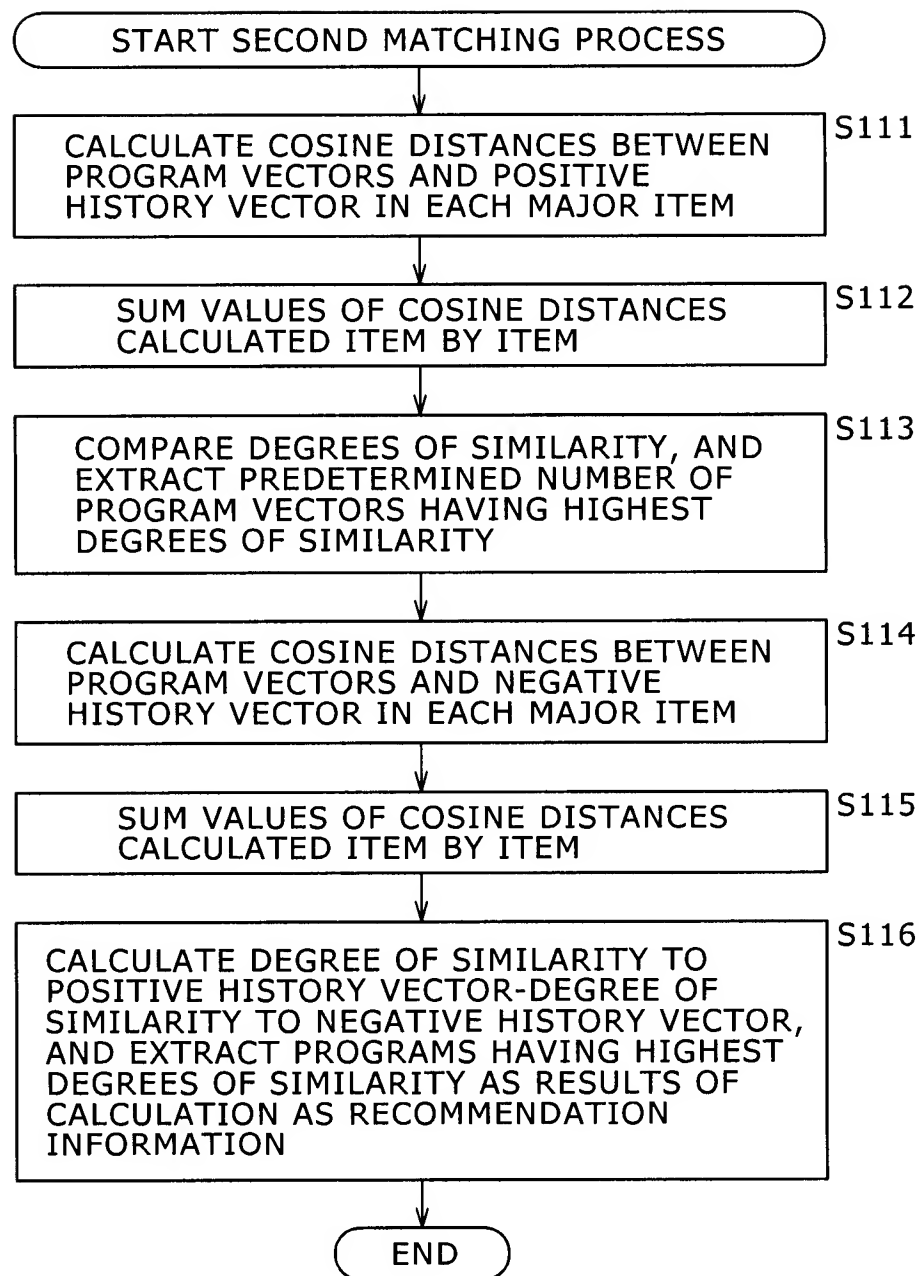 START SECOND MATCHING PROCESS
S111
CALCULATE COSINE DISTANCES BETWEEN
PROGRAM VECTORS AND POSITIVE
HISTORY VECTOR IN EACH MAJOR ITEM
S112
SUM VALUES OF COSINE DISTANCES
CALCULATED ITEM BY ITEM
S113
COMPARE DEGREES OF SIMILARITY, AND
EXTRACT PREDETERMINED NUMBER OF
PROGRAM VECTORS HAVING HIGHEST
DEGREES OF SIMILARITY
S114
CALCULATE COSINE DISTANCES BETWEEN
PROGRAM VECTORS AND NEGATIVE
HISTORY VECTOR IN EACH MAJOR ITEM
S115
SUM VALUES OF COSINE DISTANCES
CALCULATED ITEM BY ITEM
S116
CALCULATE DEGREE OF SIMILARITY TO
POSITIVE HISTORY VECTOR-DEGREE OF
SIMILARITY TO NEGATIVE HISTORY VECTOR,
AND EXTRACT PROGRAMS HAVING HIGHEST
DEGREES OF SIMILARITY AS RESULTS OF
CALCULATION AS RECOMMENDATION
INFORMATION
END